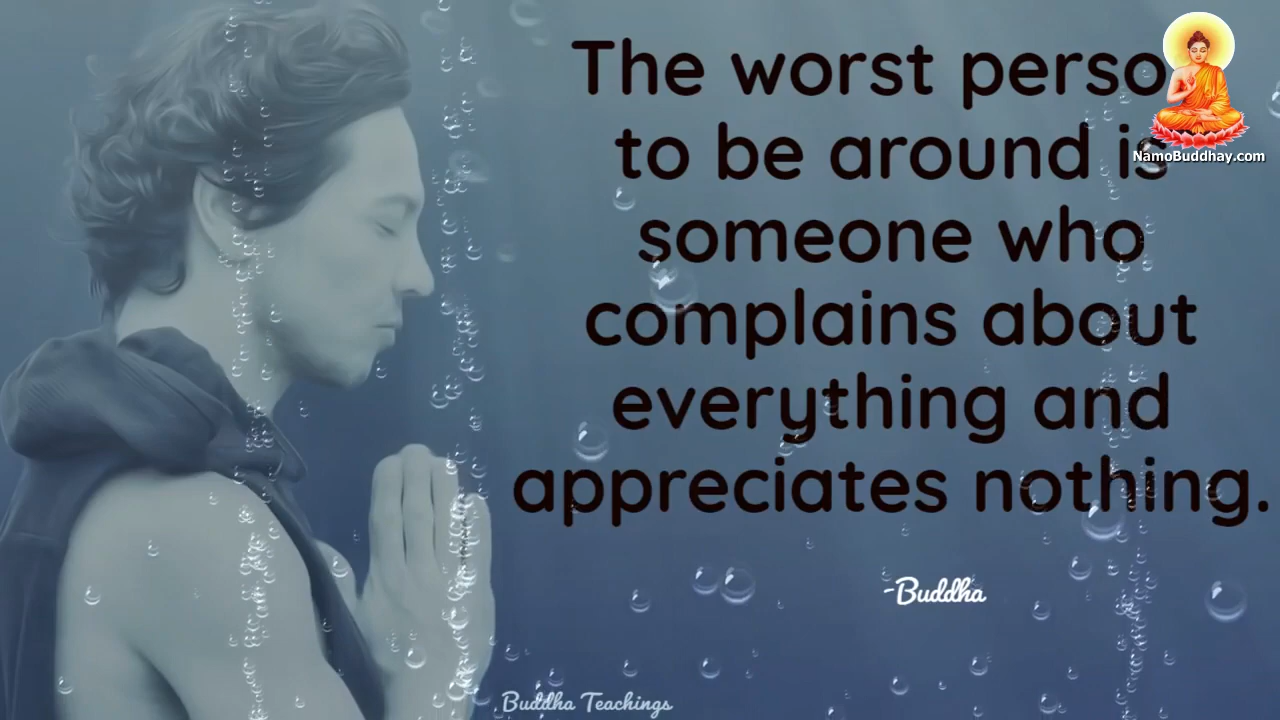 The worst perso
to be around is
someone who
complains about
everything and
appreciates nothing.
-Buddha
Buddha Teachings
NamoBuddhay.com